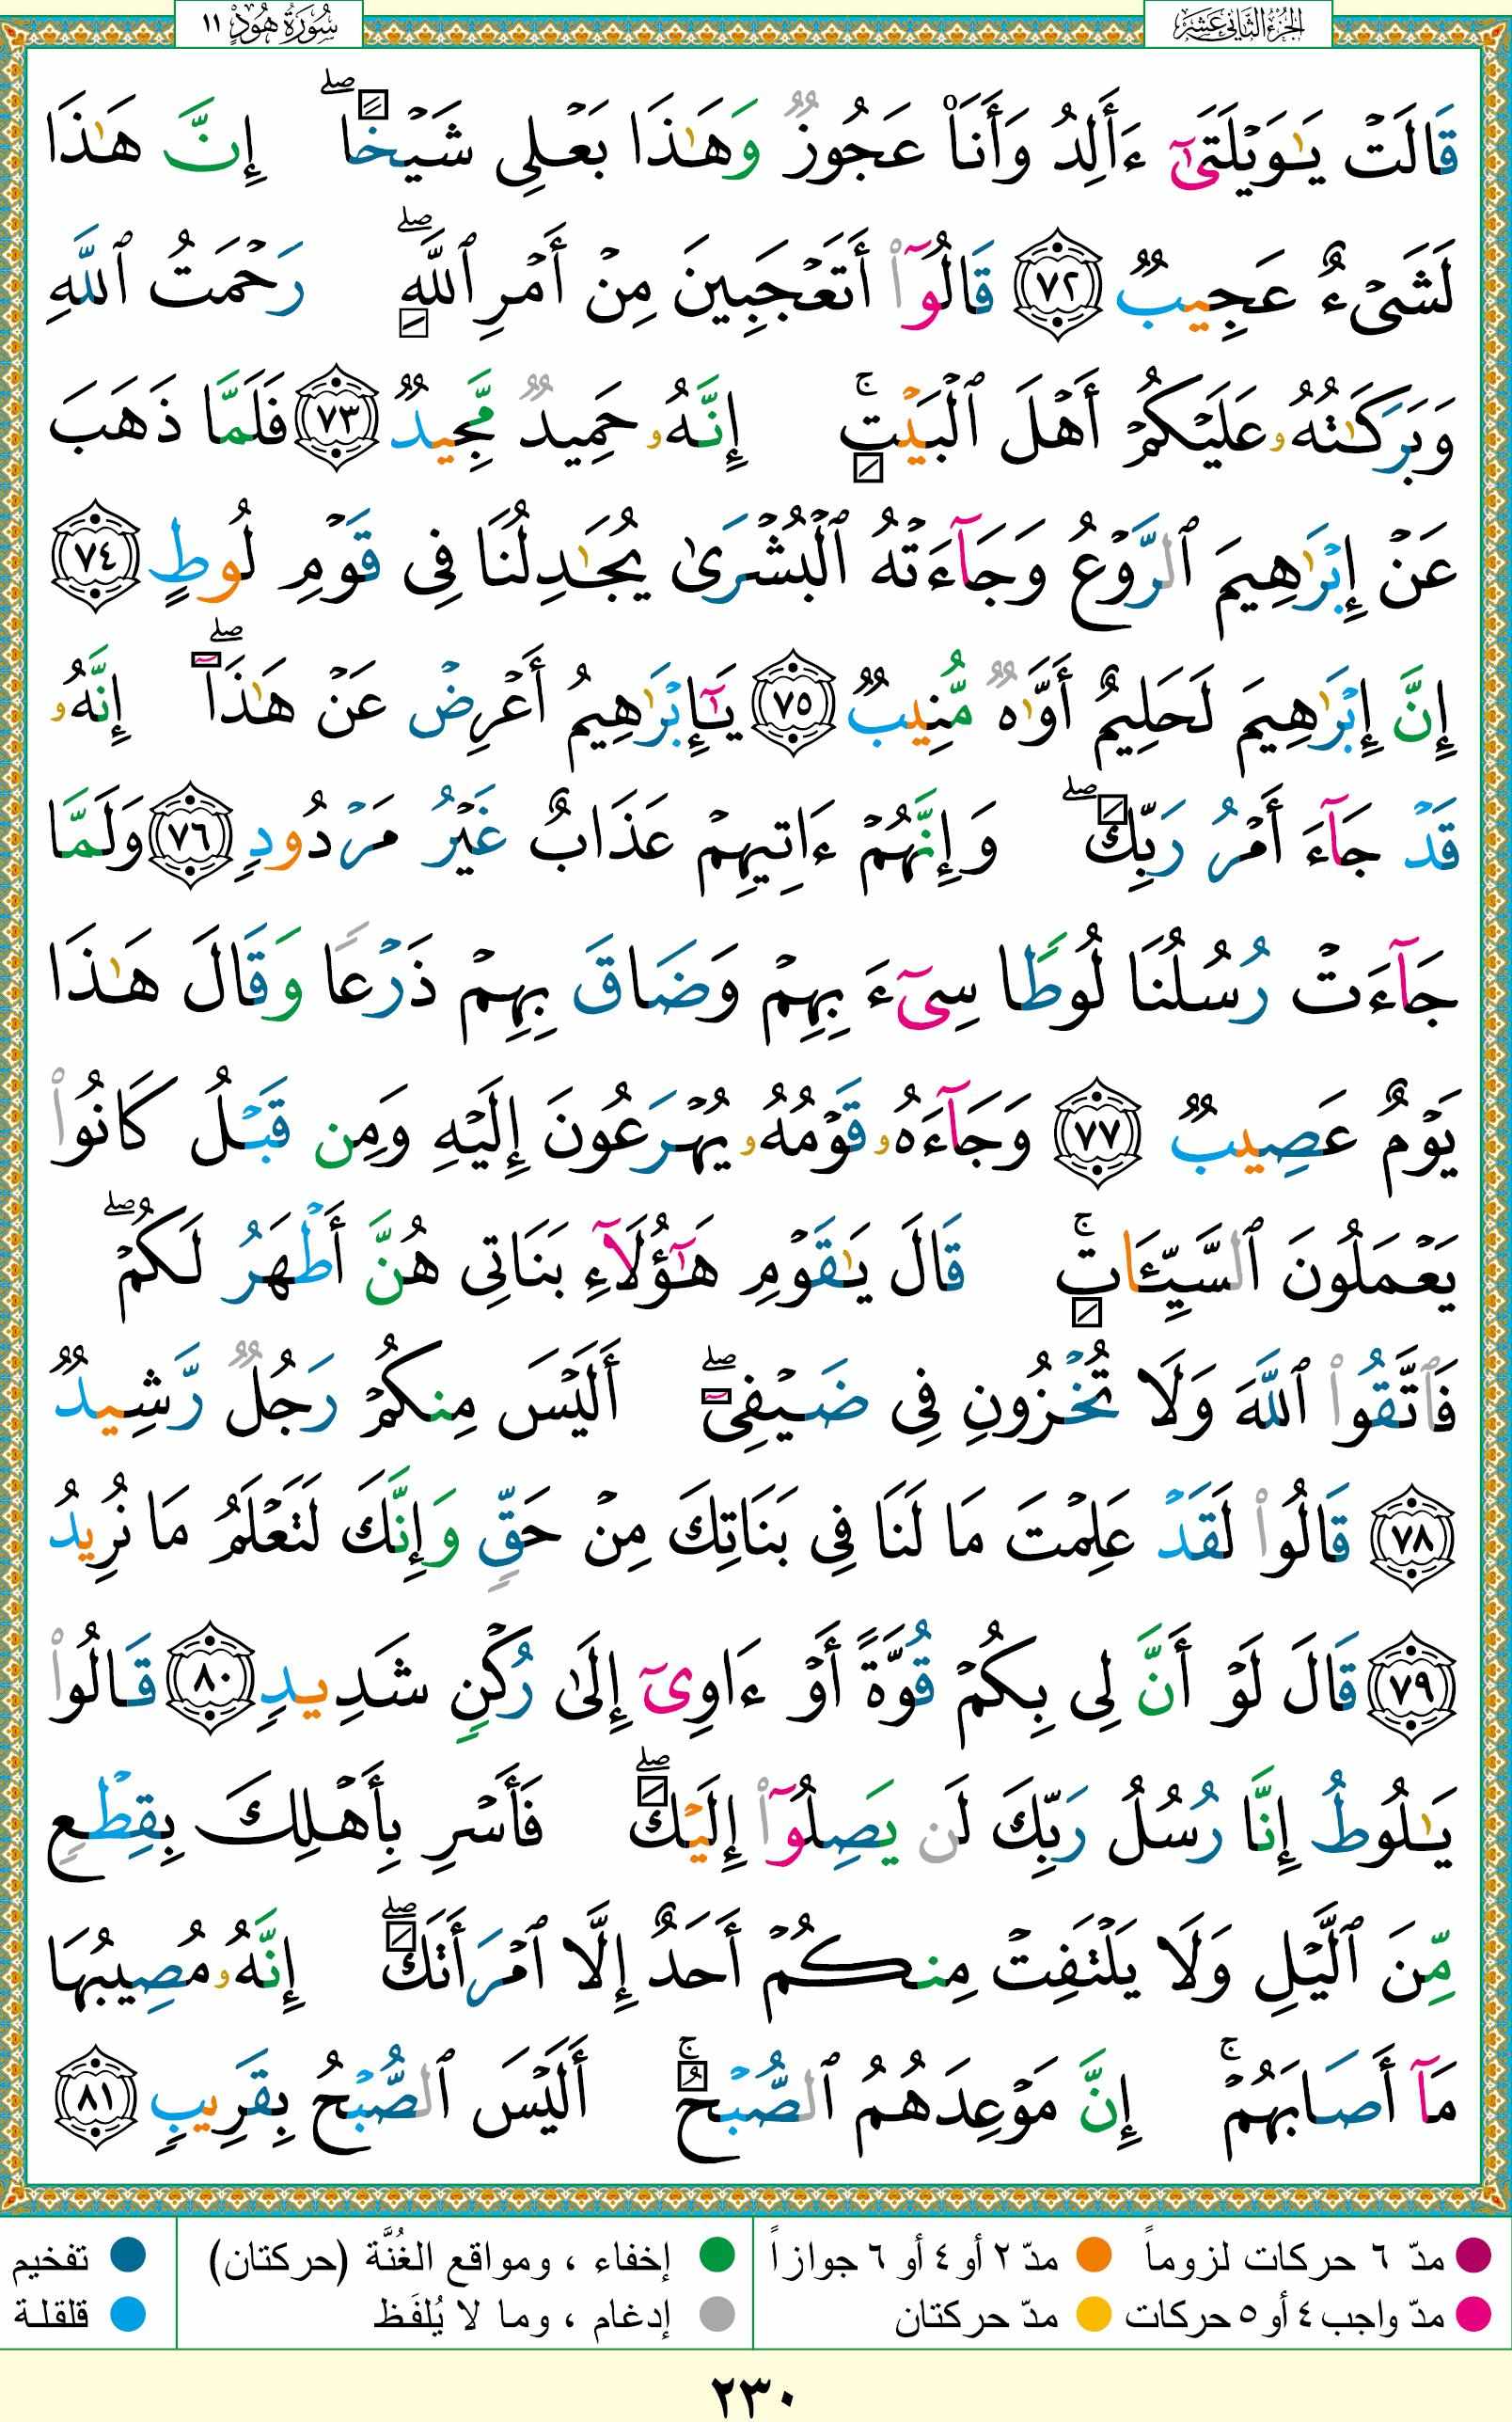 الجزء الثاني عشر
سورة هود ١١
قَالَتْ يَٰوَيْلَتَىٰٓ ءَأَلِدُ وَأَنَا۠ عَجُوزٌ وَهَٰذَا بَعْلِى شَيْخًا ۖ إِنَّ هَٰذَا
لَشَىْءٌ عَجِيبٌ ٧٢ قَالُوٓا۟ أَتَعْجَبِينَ مِنْ أَمْرِ ٱللَّهِ ۖ رَحْمَتُ ٱللَّهِ
وَبَرَكَٰتُهُۥ عَلَيْكُمْ أَهْلَ ٱلْبَيْتِ ۚ إِنَّهُۥ حَمِيدٌ مَّجِيدٌ ٧٣ فَلَمَّا ذَهَبَ
عَنْ إِبْرَٰهِيمَ ٱلرَّوْعُ وَجَآءَتْهُ ٱلْبُشْرَىٰ يُجَٰدِلُنَا فِى قَوْمِ لُوطٍ ٧٤
إِنَّ إِبْرَٰهِيمَ لَحَلِيمٌ أَوَّٰهٌ مُّنِيبٌ ٧٥ يَٰٓإِبْرَٰهِيمُ أَعْرِضْ عَنْ هَٰذَآ ۖ إِنَّهُۥ
قَدْ جَآءَ أَمْرُ رَبِّكَ ۖ وَإِنَّهُمْ ءَاتِيهِمْ عَذَابٌ غَيْرُ مَرْدُودٍ ٧٦ وَلَمَّا
جَآءَتْ رُسُلُنَا لُوطًا سِىٓءَ بِهِمْ وَضَاقَ بِهِمْ ذَرْعًا وَقَالَ هَٰذَا
يَوْمٌ عَصِيبٌ ٧٧ وَجَآءَهُۥ قَوْمُهُۥ يُهْرَعُونَ إِلَيْهِ وَمِن قَبْلُ كَانُوا۟
يَعْمَلُونَ ٱلسَّيِّـَٔاتِ ۚ قَالَ يَٰقَوْمِ هَٰٓؤُلَآءِ بَنَاتِى هُنَّ أَطْهَرُ لَكُمْ ۖ
فَٱتَّقُوا۟ ٱللَّهَ وَلَا تُخْزُونِ فِى ضَيْفِىٓ ۖ أَلَيْسَ مِنكُمْ رَجُلٌ رَّشِيدٌ
٧٨ قَالُوا۟ لَقَدْ عَلِمْتَ مَا لَنَا فِى بَنَاتِكَ مِنْ حَقٍّ وَإِنَّكَ لَتَعْلَمُ مَا نُرِيدُ
٧٩ قَالَ لَوْ أَنَّ لِى بِكُمْ قُوَّةً أَوْ ءَاوِىٓ إِلَىٰ رُكْنٍ شَدِيدٍ ٨٠ قَالُوا۟
يَٰلُوطُ إِنَّا رُسُلُ رَبِّكَ لَن يَصِلُوٓا۟ إِلَيْكَ ۖ فَأَسْرِ بِأَهْلِكَ بِقِطْعٍ
مِّنَ ٱلَّيْلِ وَلَا يَلْتَفِتْ مِنكُمْ أَحَدٌ إِلَّا ٱمْرَأَتَكَ ۖ إِنَّهُۥ مُصِيبُهَا
مَآ أَصَابَهُمْ ۚ إِنَّ مَوْعِدَهُمُ ٱلصُّبْحُ ۚ أَلَيْسَ ٱلصُّبْحُ بِقَرِيبٍ ٨١
مدّ ٦ حركات لزوماً مدّ ٢ أو ٤ أو ٦ جوازاً إخفاء ، ومواقع الغُنَّة (حركتان) تفخيم
مدّ واجب ٤ أو ٥ حركات مدّ حركتان إدغام ، وما لا يُلفَظ قلقلة
٢٣٠